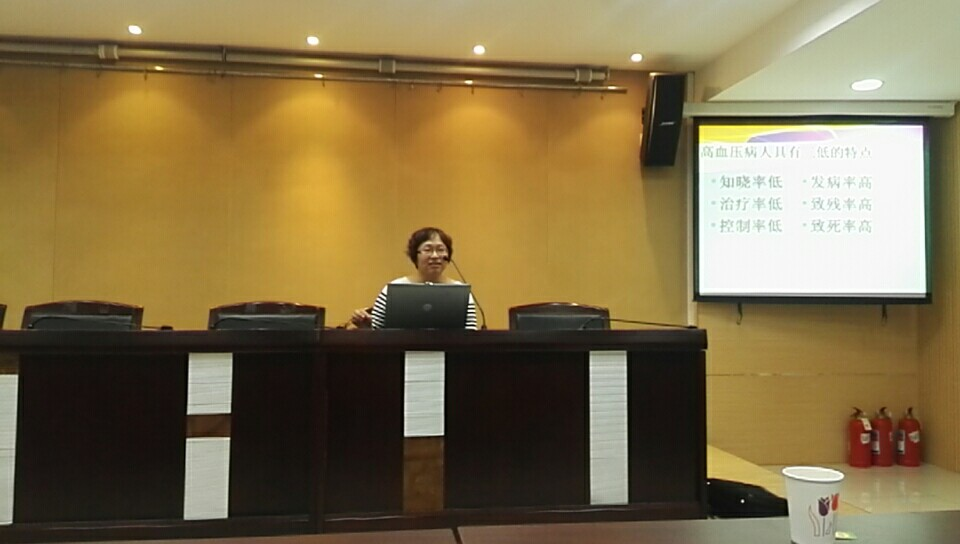 高血压病人具有 低的特点
• 知晓率低 • 发病率高
• 治疗率低 • 致残率高
• 控制率低 • 致死率高